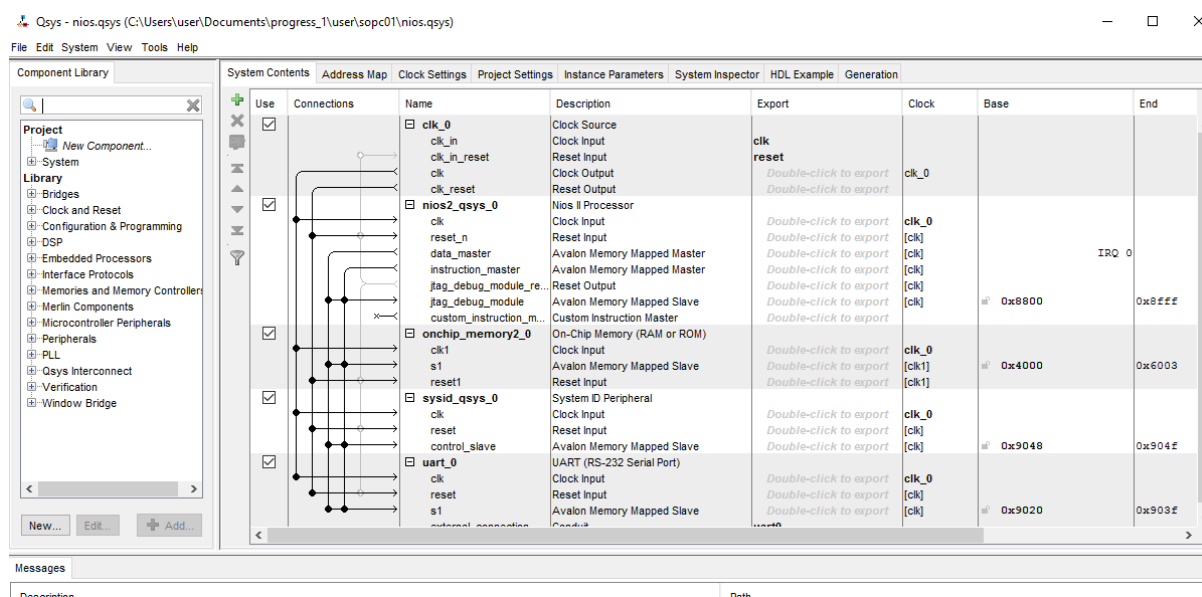 Qsys - nios.qsys (C:\Users\user\Documents\progress_1\user\sopc01\nios.qsys)
File Edit System View Tools Help
Component Library
System Contents Address Map Clock Settings Project Settings Instance Parameters System Inspector HDL Example Generation
Project
New Component...
System
Library
Bridges
Clock and Reset
Configuration & Programming
DSP
Embedded Processors
Interface Protocols
Memories and Memory Controllers
Merlin Components
Microcontroller Peripherals
Peripherals
PLL
Qsys Interconnect
Verification
Window Bridge
New... Edit... Add...
Use Connections Name Description Export Clock Base End
clk_0 Clock Source
clk_in Clock Input clk
clk_in_reset Reset Input reset
clk Clock Output Double-click to export clk_0
clk_reset Reset Output Double-click to export
nios2_qsys_0 Nios II Processor
clk Clock Input Double-click to export clk_0
reset_n Reset Input Double-click to export [clk]
data_master Avalon Memory Mapped Master Double-click to export [clk] IRQ 0
instruction_master Avalon Memory Mapped Master Double-click to export [clk]
jtag_debug_module_re... Reset Output Double-click to export [clk]
jtag_debug_module Avalon Memory Mapped Slave Double-click to export [clk] 0x8800 0x8fff
custom_instruction_m... Custom Instruction Master Double-click to export
onchip_memory2_0 On-Chip Memory (RAM or ROM)
clk1 Clock Input Double-click to export clk_0
s1 Avalon Memory Mapped Slave Double-click to export [clk1] 0x4000 0x6003
reset1 Reset Input Double-click to export [clk1]
sysid_qsys_0 System ID Peripheral
clk Clock Input Double-click to export clk_0
reset Reset Input Double-click to export [clk]
control_slave Avalon Memory Mapped Slave Double-click to export [clk] 0x9048 0x904f
uart_0 UART (RS-232 Serial Port)
clk Clock Input Double-click to export clk_0
reset Reset Input Double-click to export [clk]
s1 Avalon Memory Mapped Slave Double-click to export [clk] 0x9020 0x903f
external_connection Conduit uart0
Messages
Description Path